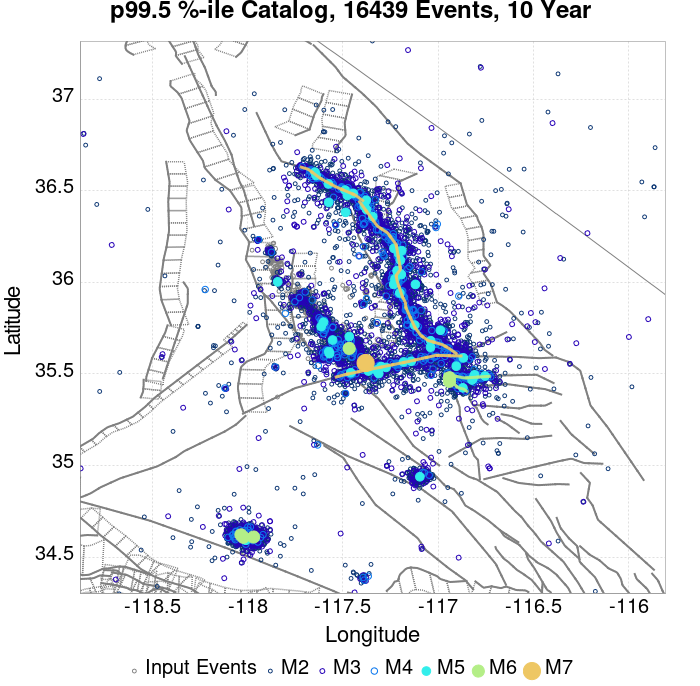 p99.5 %-ile Catalog, 16439 Events, 10 Year
37
36.5
36
35.5
35
34.5
Latitude
-118.5 -118 -117.5 -117 -116.5 -116
Longitude
Input Events M2 M3 M4 M5 M6 M7